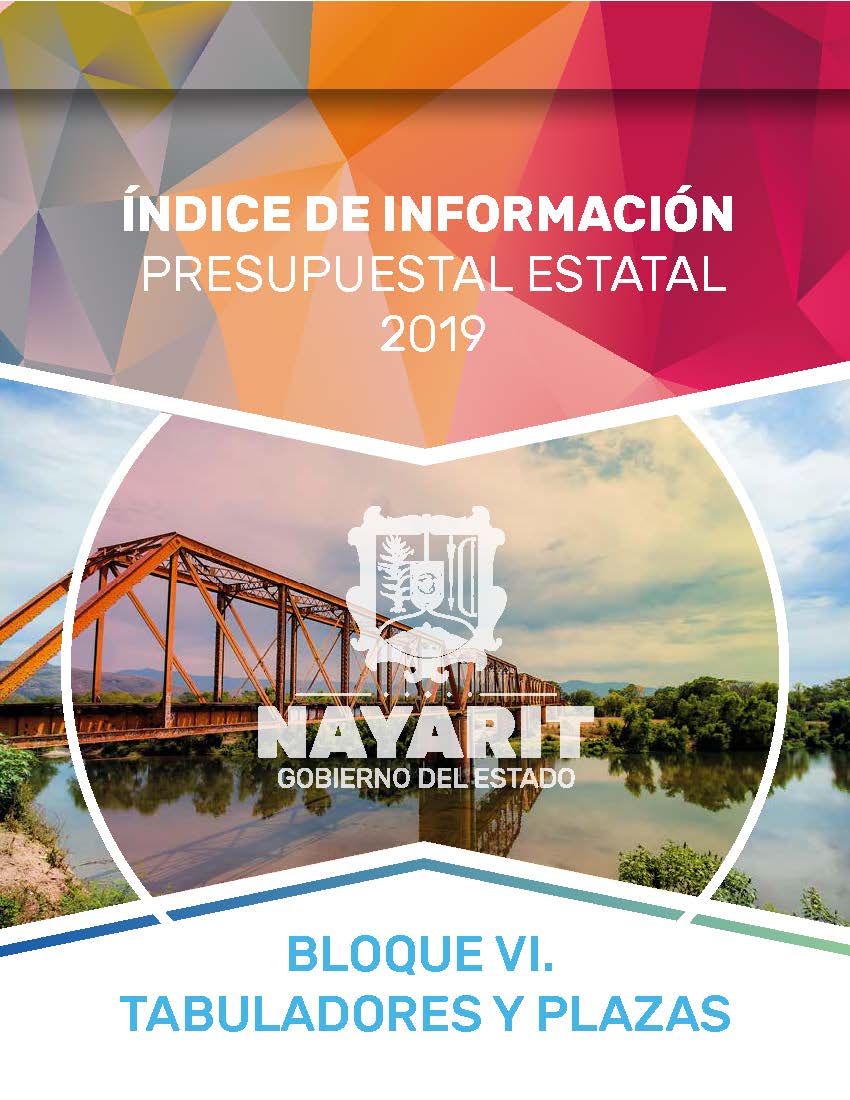 ÍNDICE DE INFORMACIÓN
PRESUPUESTAL ESTATAL
2019
NAYARIT
GOBIERNO DEL ESTADO
BLOQUE VI.
TABULADORES Y PLAZAS